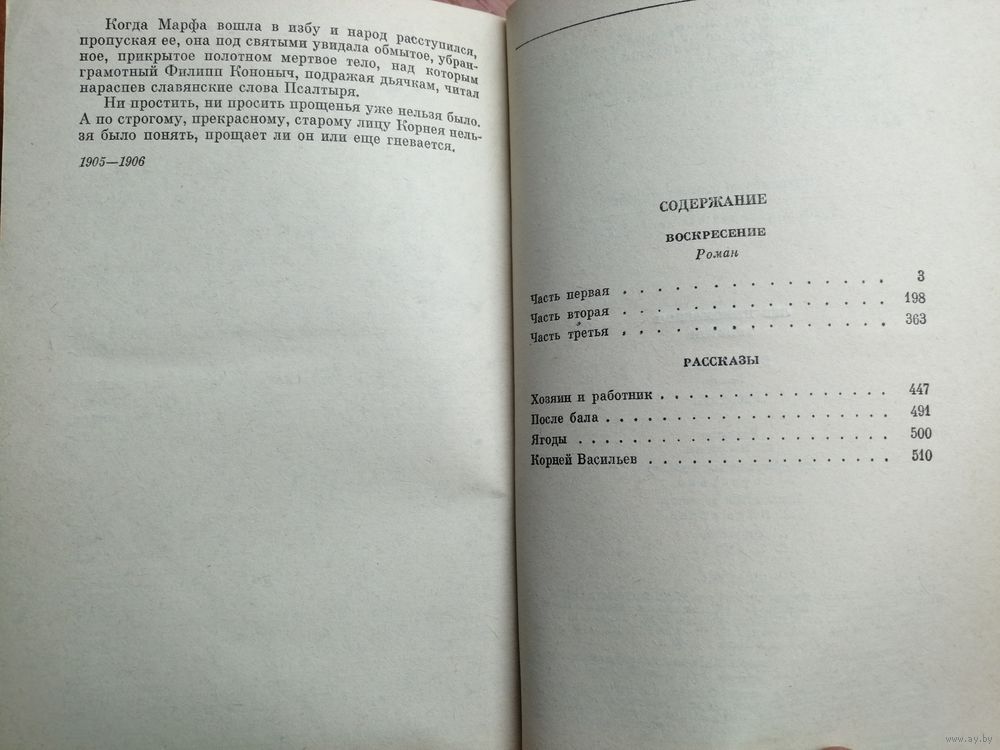 Когда Марфа вошла в избу и народ расступился,
пропуская ее, она под святыми увидала обмытое, убран-
ное, прикрытое полотном мертвое тело, над которым
грамотный Филипп Кононыч, подражая дьячкам, читал
нараспев славянские слова Псалтыря.
Ни простить, ни просить прощенья уже нельзя было.
А по строгому, прекрасному, старому лицу Корнея нель-
зя было понять, прощает ли он или еще гневается.
1905—1906
СОДЕРЖАНИЕ
ВОСКРЕСЕНИЕ
Роман
Часть первая . . . . . . . . . . . . . . . 3
Часть вторая . . . . . . . . . . . . . . . 198
Часть третья . . . . . . . . . . . . . . . 363
РАССКАЗЫ
Хозяин и работник . . . . . . . . . . . . . 447
После бала . . . . . . . . . . . . . . . . 491
Ягоды . . . . . . . . . . . . . . . . . . 500
Корней Васильев . . . . . . . . . . . . . 510
www.ay.by